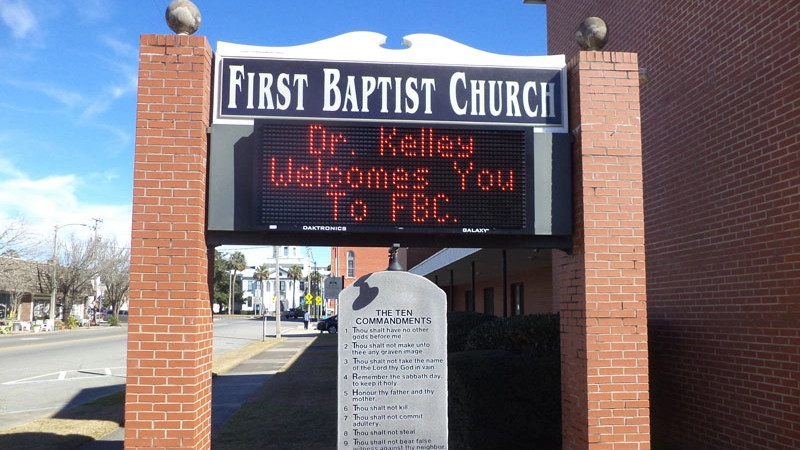 FIRST BAPTIST CHURCH
Dr. Kelley
Welcomes You
To FBC.
DAKTRONICS GALAXY
THE TEN
COMMANDMENTS
1 Thou shalt have no other
gods before me.
2 Thou shalt not make unto
thee any graven image
3 Thou shalt not take the name
of the Lord thy God in vain
4 Remember the sabbath day
to keep it holy.
5 Honour thy father and thy
mother.
6 Thou shalt not kill.
7 Thou shalt not commit
adultery.
8 Thou shalt not steal.
9 Thou shalt not bear false
witness against thy neighbor.